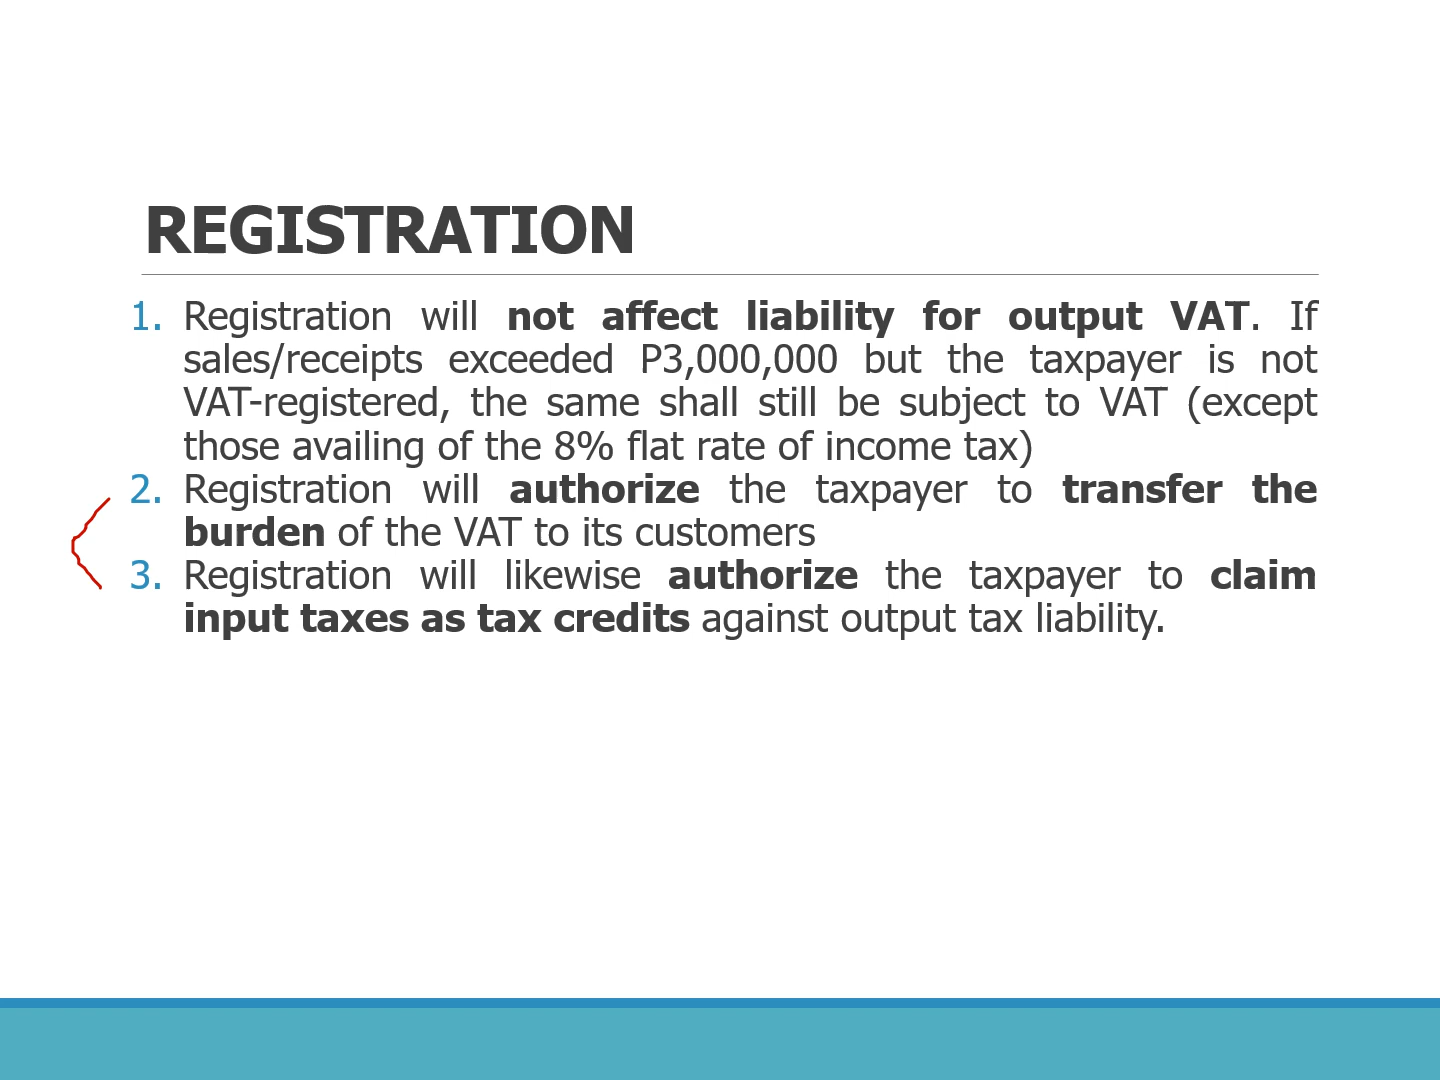 REGISTRATION
1. Registration will not affect liability for output VAT. If
sales/receipts exceeded P3,000,000 but the taxpayer is not
VAT-registered, the same shall still be subject to VAT (except
those availing of the 8% flat rate of income tax)
2. Registration will authorize the taxpayer to transfer the
burden of the VAT to its customers
3. Registration will likewise authorize the taxpayer to claim
input taxes as tax credits against output tax liability.